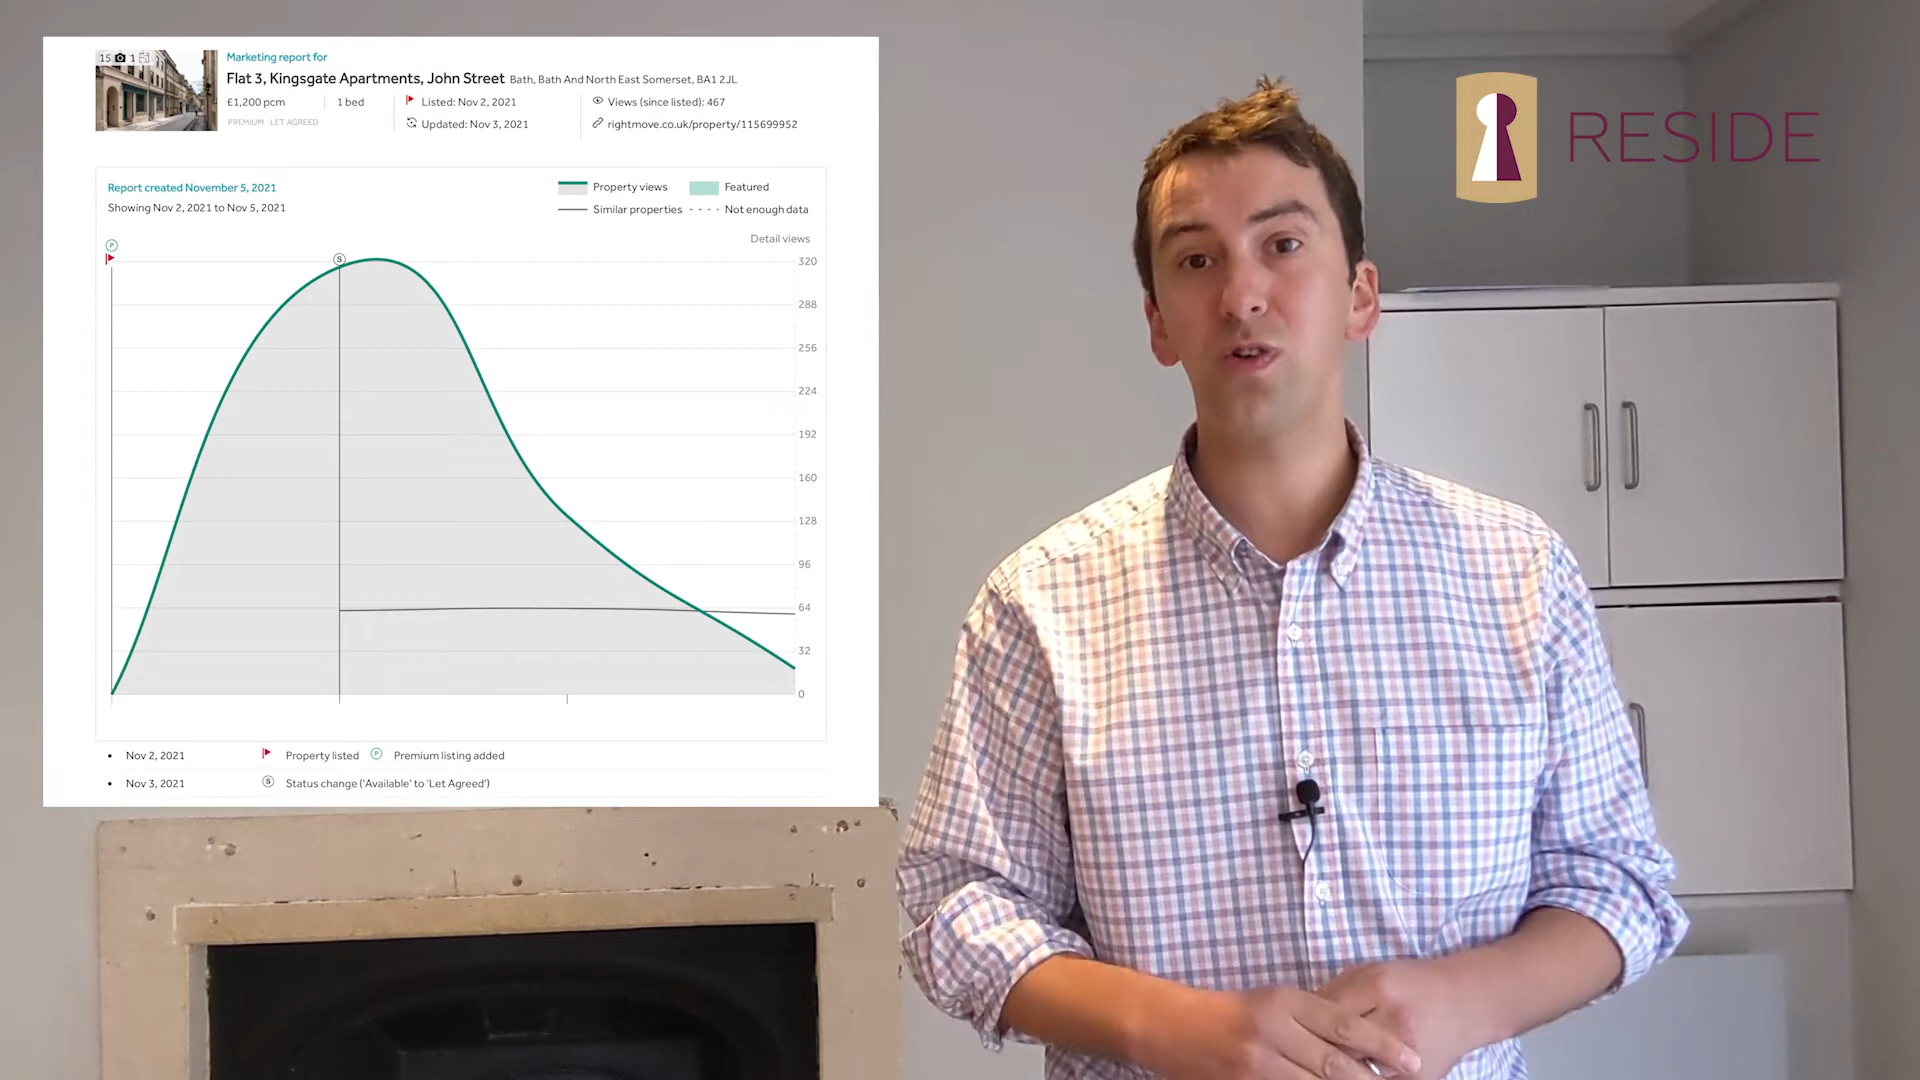 15 1
Marketing report for
Flat 3, Kingsgate Apartments, John Street Bath, Bath And North East Somerset, BA1 2JL
£1,200 pcm 1 bed Listed: Nov 2, 2021 Views (since listed): 467
PREMIUM LET AGREED Updated: Nov 3, 2021 rightmove.co.uk/property/115699952
Report created November 5, 2021
Showing Nov 2, 2021 to Nov 5, 2021
Property views Featured
Similar properties Not enough data
Detail views
P
S
320
288
256
224
192
160
128
96
64
32
0
• Nov 2, 2021 Property listed P Premium listing added
• Nov 3, 2021 S Status change ('Available' to 'Let Agreed')
RESIDE